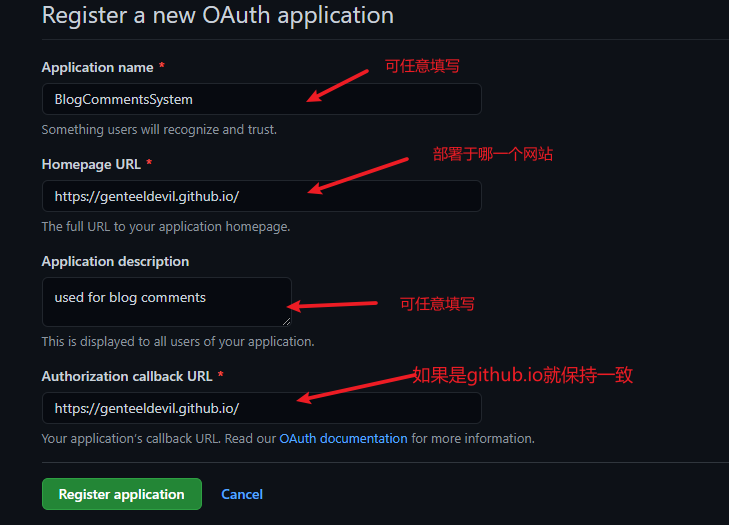 Register a new OAuth application
Application name *
可任意填写
BlogCommentsSystem
Something users will recognize and trust.
Homepage URL *
部署于哪一个网站
https://genteeldevil.github.io/
The full URL to your application homepage.
Application description
used for blog comments
可任意填写
This is displayed to all users of your application.
Authorization callback URL *
如果是github.io就保持一致
https://genteeldevil.github.io/
Your application's callback URL. Read our OAuth documentation for more information.
Register application Cancel